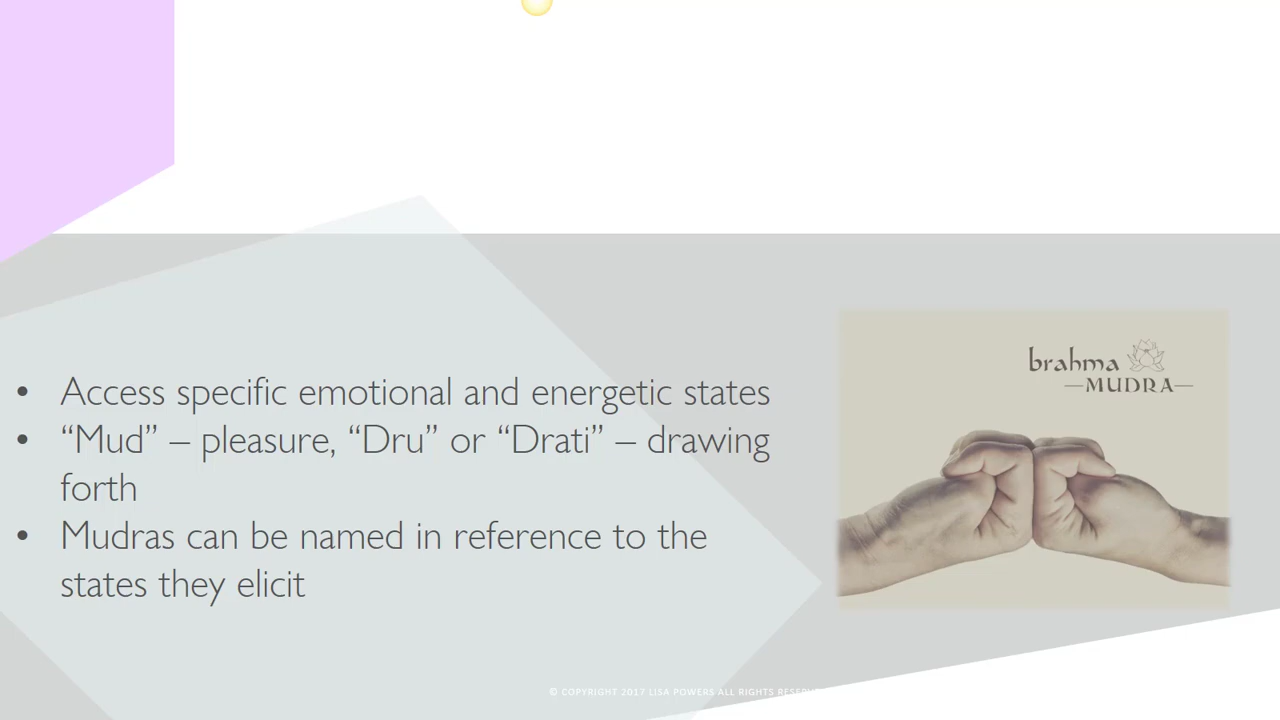 • Access specific emotional and energetic states
• “Mud” – pleasure, “Dru” or “Drati” – drawing
forth
• Mudras can be named in reference to the
states they elicit
brahma
—MUDRA—
© COPYRIGHT 2017 LISA POWERS ALL RIGHTS